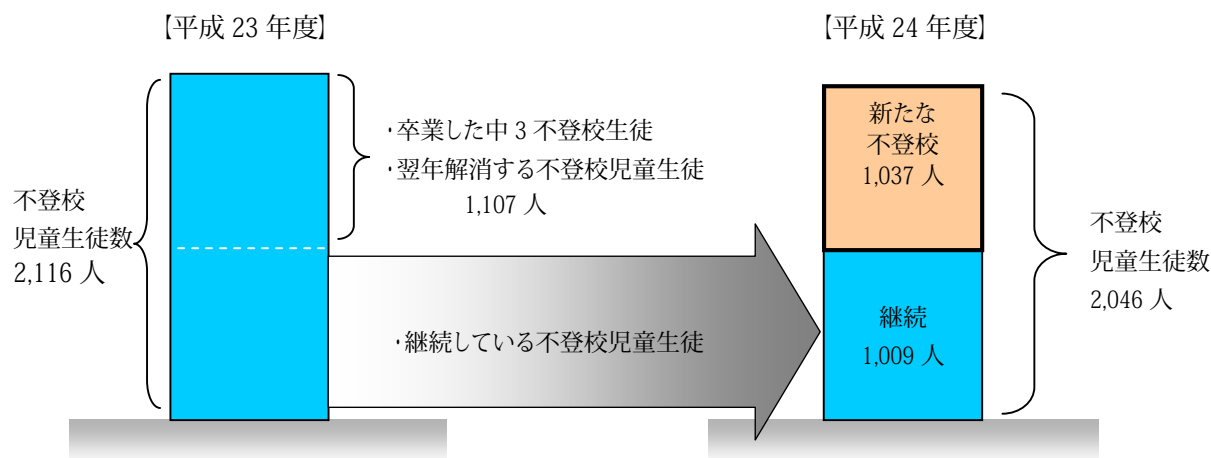 【平成 23 年度】
不登校
児童生徒数
2,116 人
・卒業した中 3 不登校生徒
・翌年解消する不登校児童生徒
1,107 人
・継続している不登校児童生徒
【平成 24 年度】
新たな
不登校
1,037 人
継続
1,009 人
不登校
児童生徒数
2,046 人